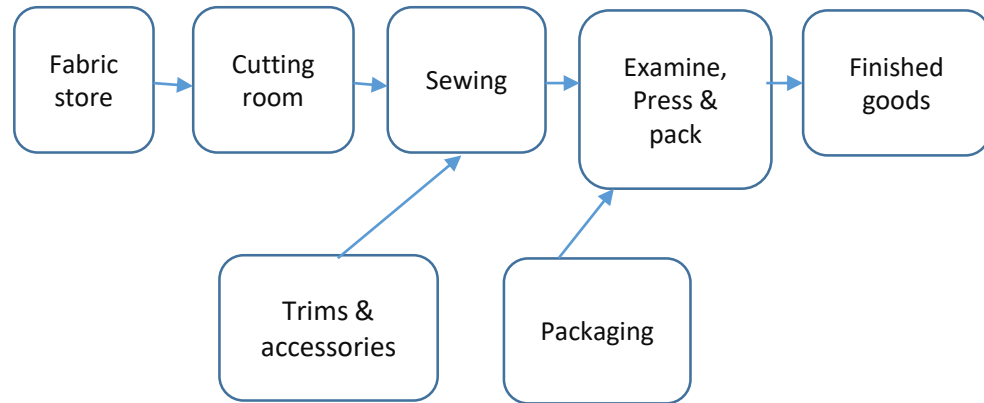 Fabric
store
Cutting
room
Sewing
Examine,
Press &
pack
Finished
goods
Trims &
accessories
Packaging